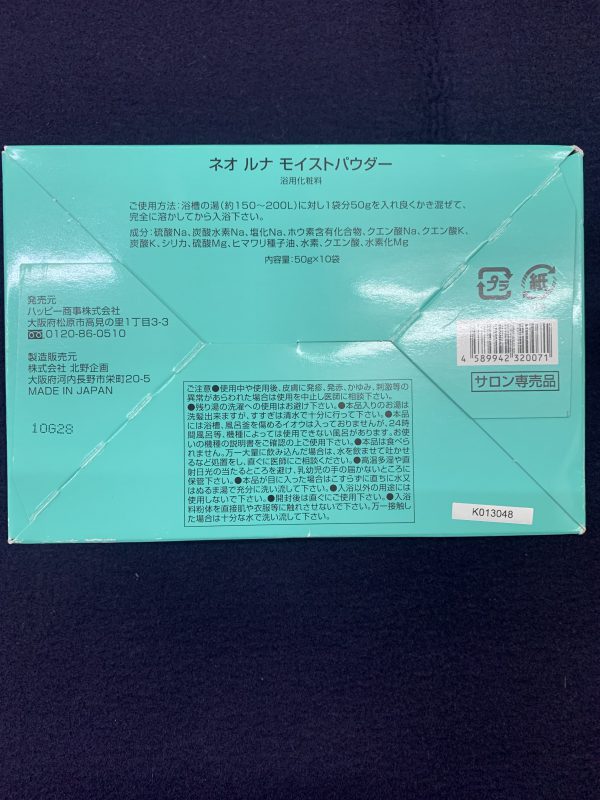 ネオ ルナ モイストパウダー
浴用化粧料
ご使用方法:浴槽の湯(約150〜200L)に対し1袋分50gを入れ良くかき混ぜて、
完全に溶かしてから入浴下さい。
成分:硫酸Na、炭酸水素Na、塩化Na、ホウ素含有化合物、クエン酸Na、クエン酸K、
炭酸K、シリカ、硫酸Mg、ヒマワリ種子油、水素、クエン酸、水素化Mg
内容量:50g×10袋
プラ
紙
発売元
ハッピー商事株式会社
大阪府松原市高見の里1丁目3-3
0120-86-0510
製造販売元
株式会社 北野企画
大阪府河内長野市栄町20-5
MADE IN JAPAN
10G28
4 589942 320071
サロン専売品
ご注意●使用中や使用後、皮膚に発疹、発赤、かゆみ、刺激等の
異常があらわれた場合は使用を中止し医師に相談下さい。
●残り湯の洗濯への使用はお避け下さい。●本品入りのお湯は
洗髪出来ますが、すすぎは清水で十分に行って下さい。●本品
には浴槽、風呂釜を傷めるイオウは入っておりませんが、24時
間風呂等、機種によっては使用できない風呂があります。お使
いの機種の説明書をご確認の上ご使用下さい。●本品は食べら
れません。万一大量に飲み込んだ場合は、水を飲ませて吐かせ
るなど処置をし、直ぐに医師にご相談ください。●高温多湿や直
射日光の当たるところを避け、乳幼児の手の届かないところに
保管下さい。●本品が目に入った場合はこすらずに直ちに水又
はぬるま湯で充分に洗い流して下さい。●入浴以外の用途には
使用しないで下さい。●開封後は直ぐにご使用下さい。●入浴
料粉体を直接肌や衣服等に触れさせないで下さい。万一接触し
た場合は十分な水で洗い流して下さい。
K013048